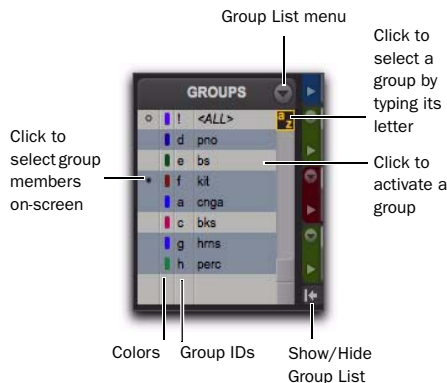 Group List menu
Click to
select a
group by
typing its
letter
GROUPS
! <ALL>
a z
d pno
e bs
Click to
select group
members
on-screen
f kit
Click to
activate a
group
a cnga
c bks
g hrns
h perc
Colors
Group IDs
Show/Hide
Group List